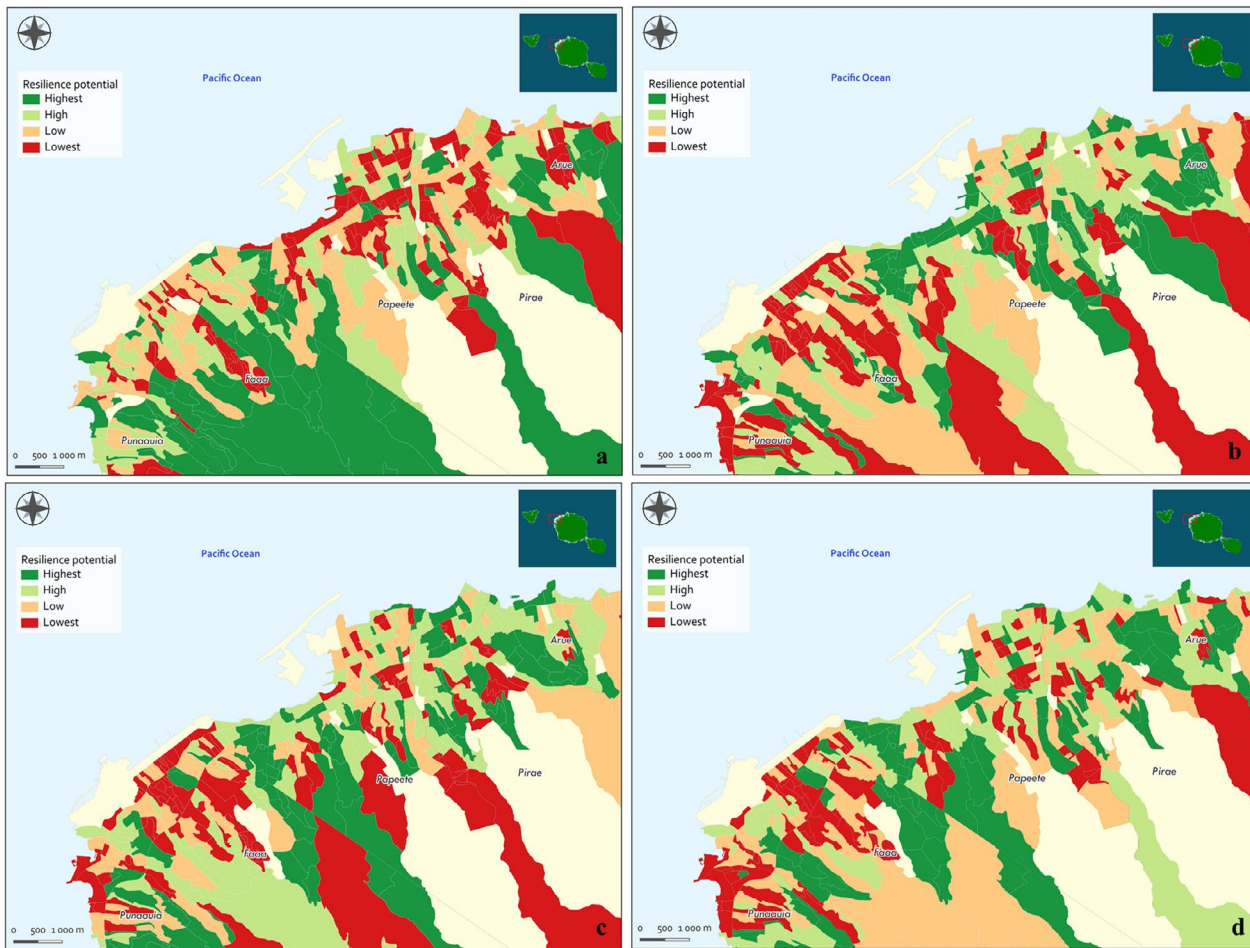 Pacific Ocean
Resilience potential
Highest
High
Low
Lowest
Arue
Pirae
Papeete
Faaa
Punaauia
0 500 1 000 m
a
Pacific Ocean
Resilience potential
Highest
High
Low
Lowest
Arue
Pirae
Papeete
Faaa
Punaauia
0 500 1 000 m
b
Pacific Ocean
Resilience potential
Highest
High
Low
Lowest
Arue
Pirae
Papeete
Faaa
Punaauia
0 500 1 000 m
c
Pacific Ocean
Resilience potential
Highest
High
Low
Lowest
Arue
Pirae
Papeete
Faaa
Punaauia
0 500 1 000 m
d